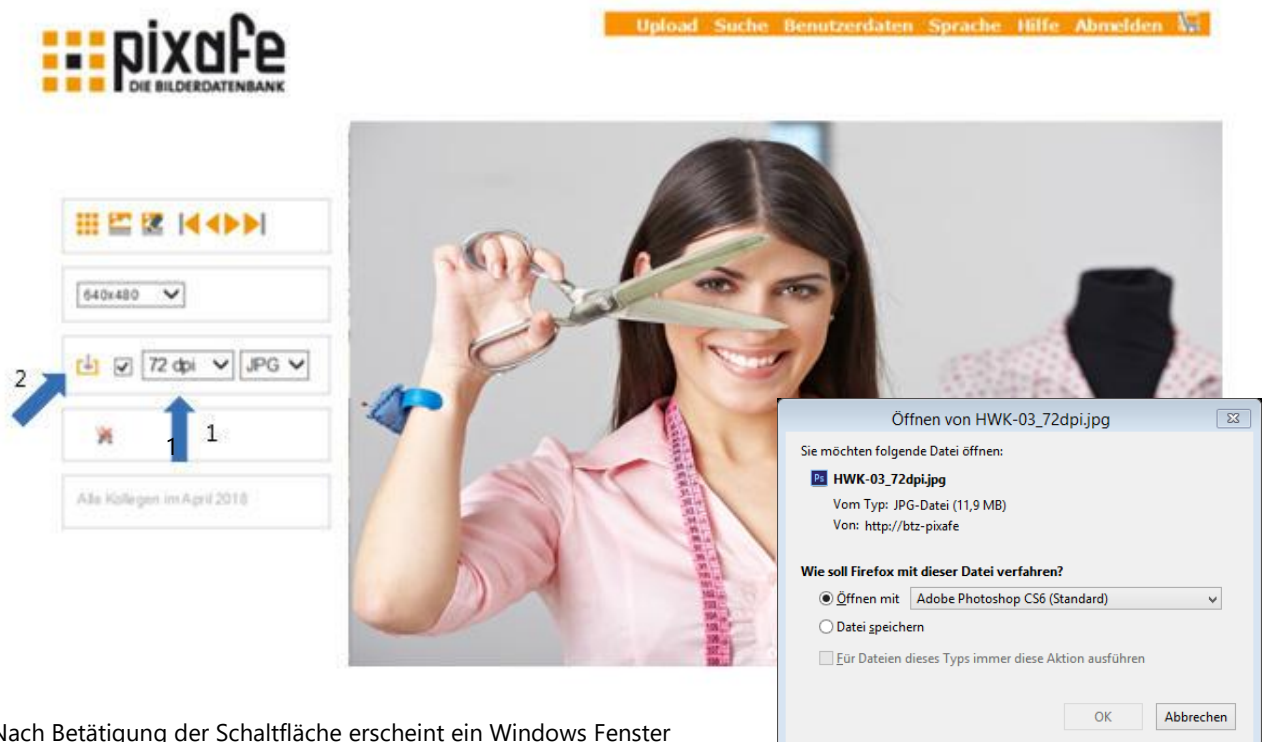 Upload Suche Benutzerdaten Sprache Hilfe Abmelden
pixafe
DIE BILDERDATENBANK
640x480
72 dpi JPG
2
1 1
Alle Kollegen im April 2018
Öffnen von HWK-03_72dpi.jpg
Sie möchten folgende Datei öffnen:
Ps HWK-03_72dpi.jpg
Vom Typ: JPG-Datei (11,9 MB)
Von: http://btz-pixafe
Wie soll Firefox mit dieser Datei verfahren?
Öffnen mit Adobe Photoshop CS6 (Standard)
Datei speichern
Für Dateien dieses Typs immer diese Aktion ausführen
OK Abbrechen
Nach Betätigung der Schaltfläche erscheint ein Windows Fenster